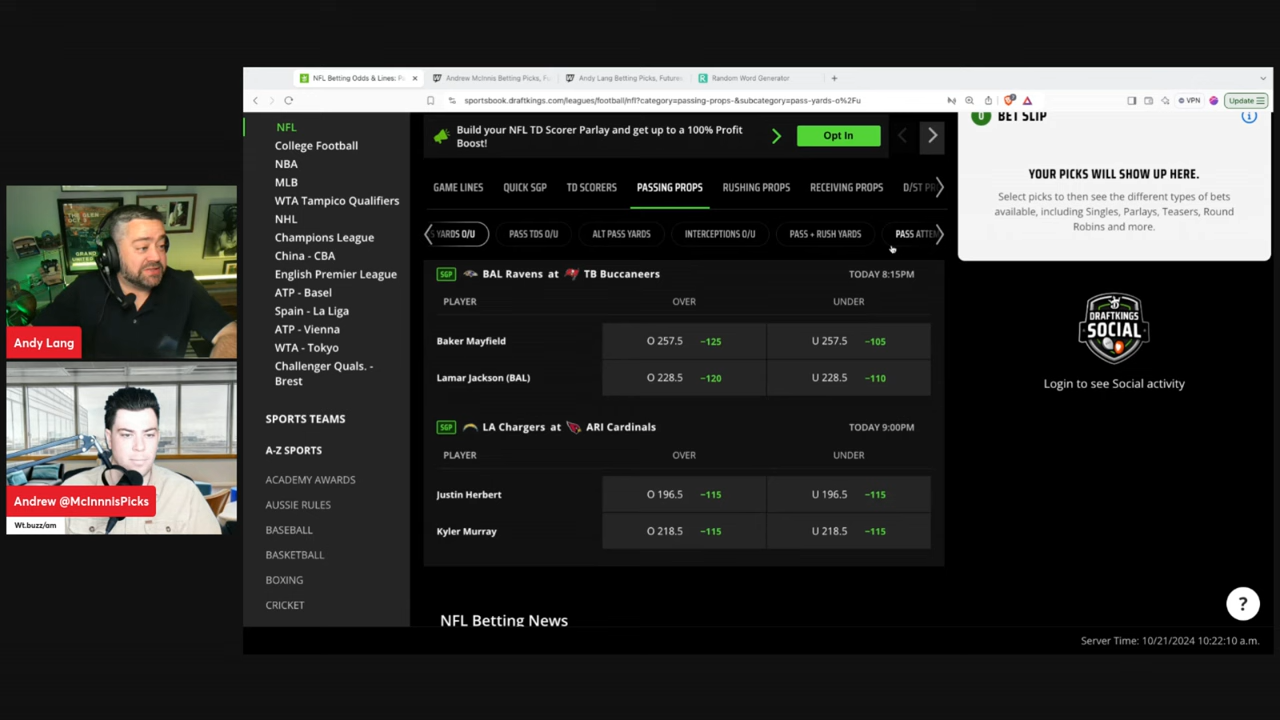 NFL Betting Odds & Lines: Po
Andrew McInnis Betting Picks, Fu
Andy Lang Betting Picks, Future
Random Word Generator
sportsbook.draftkings.com/leagues/football/nfl?category=passing-props-&subcategory=pass-yards-o%2Fu
VPN
Update
NFL
College Football
NBA
MLB
WTA Tampico Qualifiers
NHL
Champions League
China - CBA
English Premier League
ATP - Basel
Spain - La Liga
ATP - Vienna
WTA - Tokyo
Challenger Quals. -
Brest
SPORTS TEAMS
A-Z SPORTS
ACADEMY AWARDS
AUSSIE RULES
BASEBALL
BASKETBALL
BOXING
CRICKET
Build your NFL TD Scorer Parlay and get up to a 100% Profit
Boost!
Opt In
GAME LINES QUICK SGP TD SCORERS PASSING PROPS RUSHING PROPS RECEIVING PROPS D/ST PR
YARDS O/U PASS TDS O/U ALT PASS YARDS INTERCEPTIONS O/U PASS + RUSH YARDS PASS ATTEM
SGP BAL Ravens at TB Buccaneers TODAY 8:15PM
PLAYER OVER UNDER
Baker Mayfield O 257.5 −125 U 257.5 −105
Lamar Jackson (BAL) O 228.5 −120 U 228.5 −110
SGP LA Chargers at ARI Cardinals TODAY 9:00PM
PLAYER OVER UNDER
Justin Herbert O 196.5 −115 U 196.5 −115
Kyler Murray O 218.5 −115 U 218.5 −115
NFL Betting News
0 BET SLIP
YOUR PICKS WILL SHOW UP HERE.
Select picks to then see the different types of bets
available, including Singles, Parlays, Teasers, Round
Robins and more.
DRAFTKINGS
SOCIAL
Login to see Social activity
?
Server Time: 10/21/2024 10:22:10 a.m.
Andy Lang
Andrew @McInnnisPicks
Wt.buzz/am